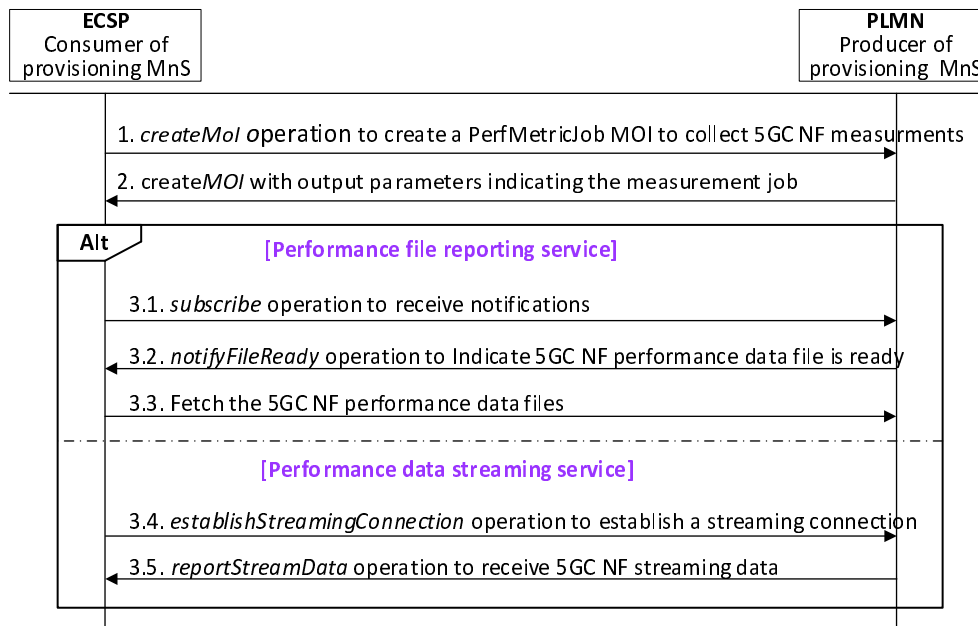 ECSP
Consumer of
provisioning MnS
PLMN
Producer of
provisioning MnS
1. createMoI operation to create a PerfMetricJob MOI to collect 5GC NF measurments
2. createMOI with output parameters indicating the measurement job
Alt
[Performance file reporting service]
3.1. subscribe operation to receive notifications
3.2. notifyFileReady operation to Indicate 5GC NF performance data file is ready
3.3. Fetch the 5GC NF performance data files
[Performance data streaming service]
3.4. establishStreamingConnection operation to establish a streaming connection
3.5. reportStreamData operation to receive 5GC NF streaming data